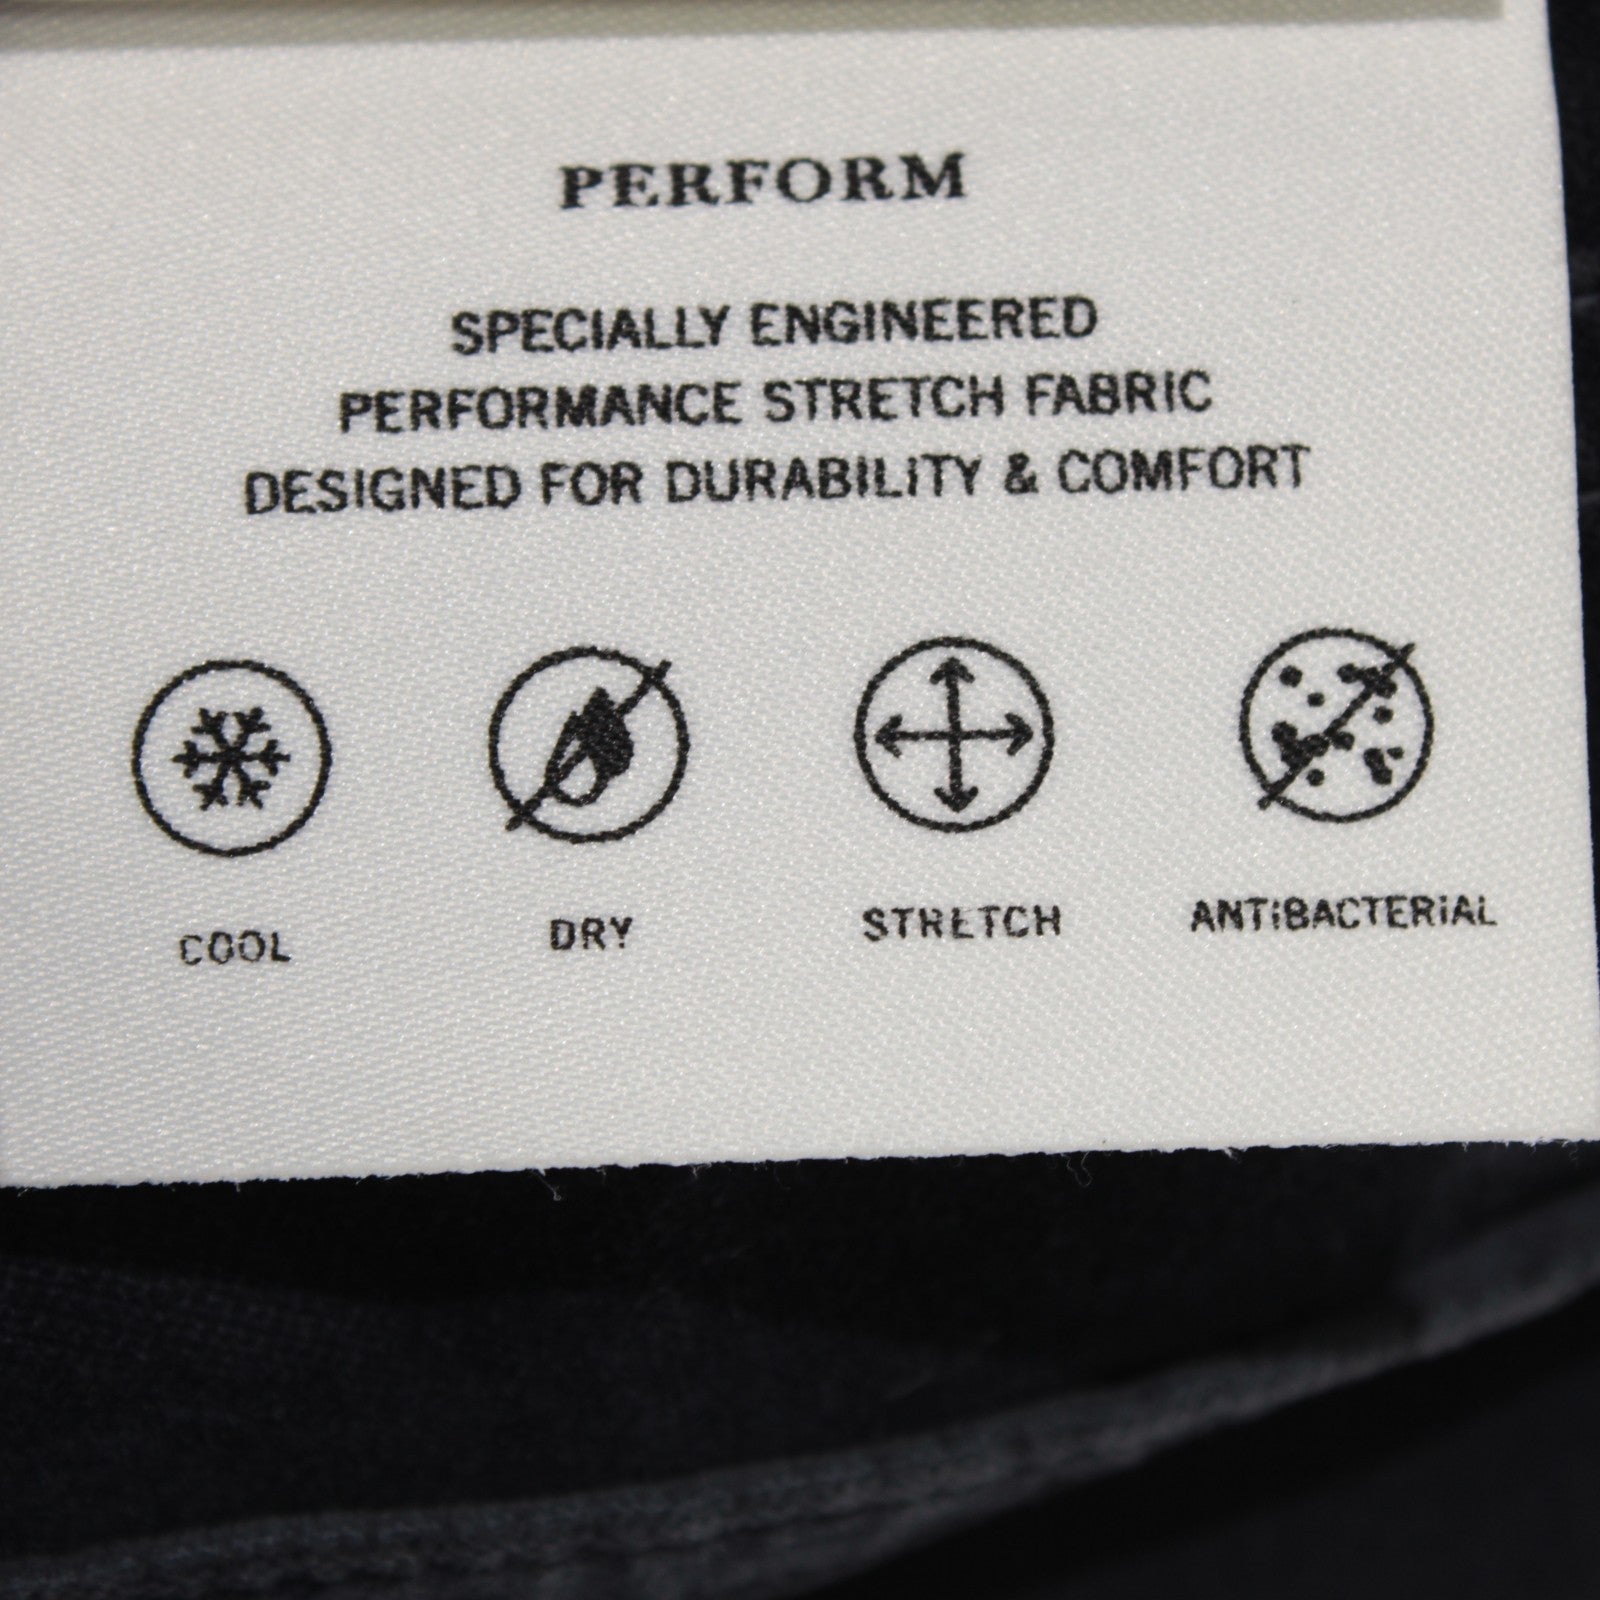 PERFORM
SPECIALLY ENGINEERED
PERFORMANCE STRETCH FABRIC
DESIGNED FOR DURABILITY & COMFORT
COOL DRY STRETCH ANTIBACTERIAL